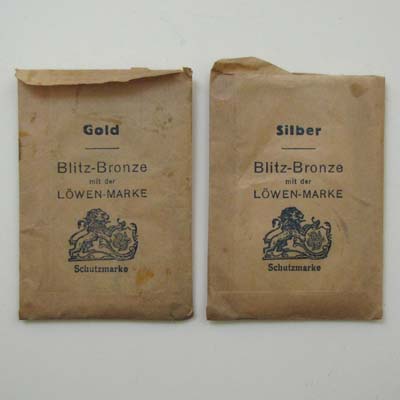 Gold
Blitz-Bronze
mit der
LÖWEN-MARKE
Schutzmarke
Silber
Blitz-Bronze
mit der
LÖWEN-MARKE
Schutzmarke